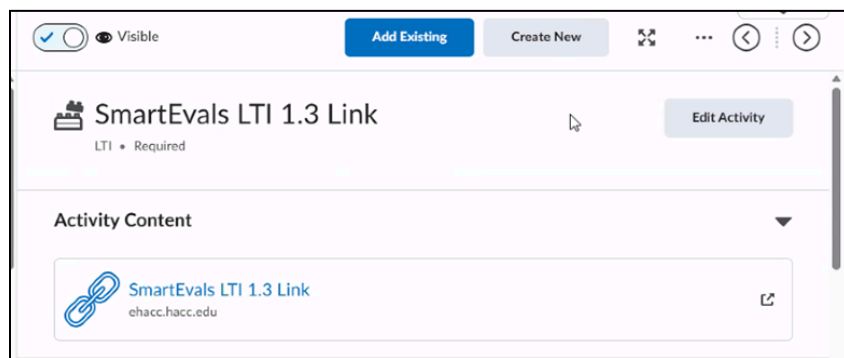 Visible
Add Existing
Create New
SmartEvals LTI 1.3 Link
LTI • Required
Edit Activity
Activity Content
SmartEvals LTI 1.3 Link
ehacc.hacc.edu